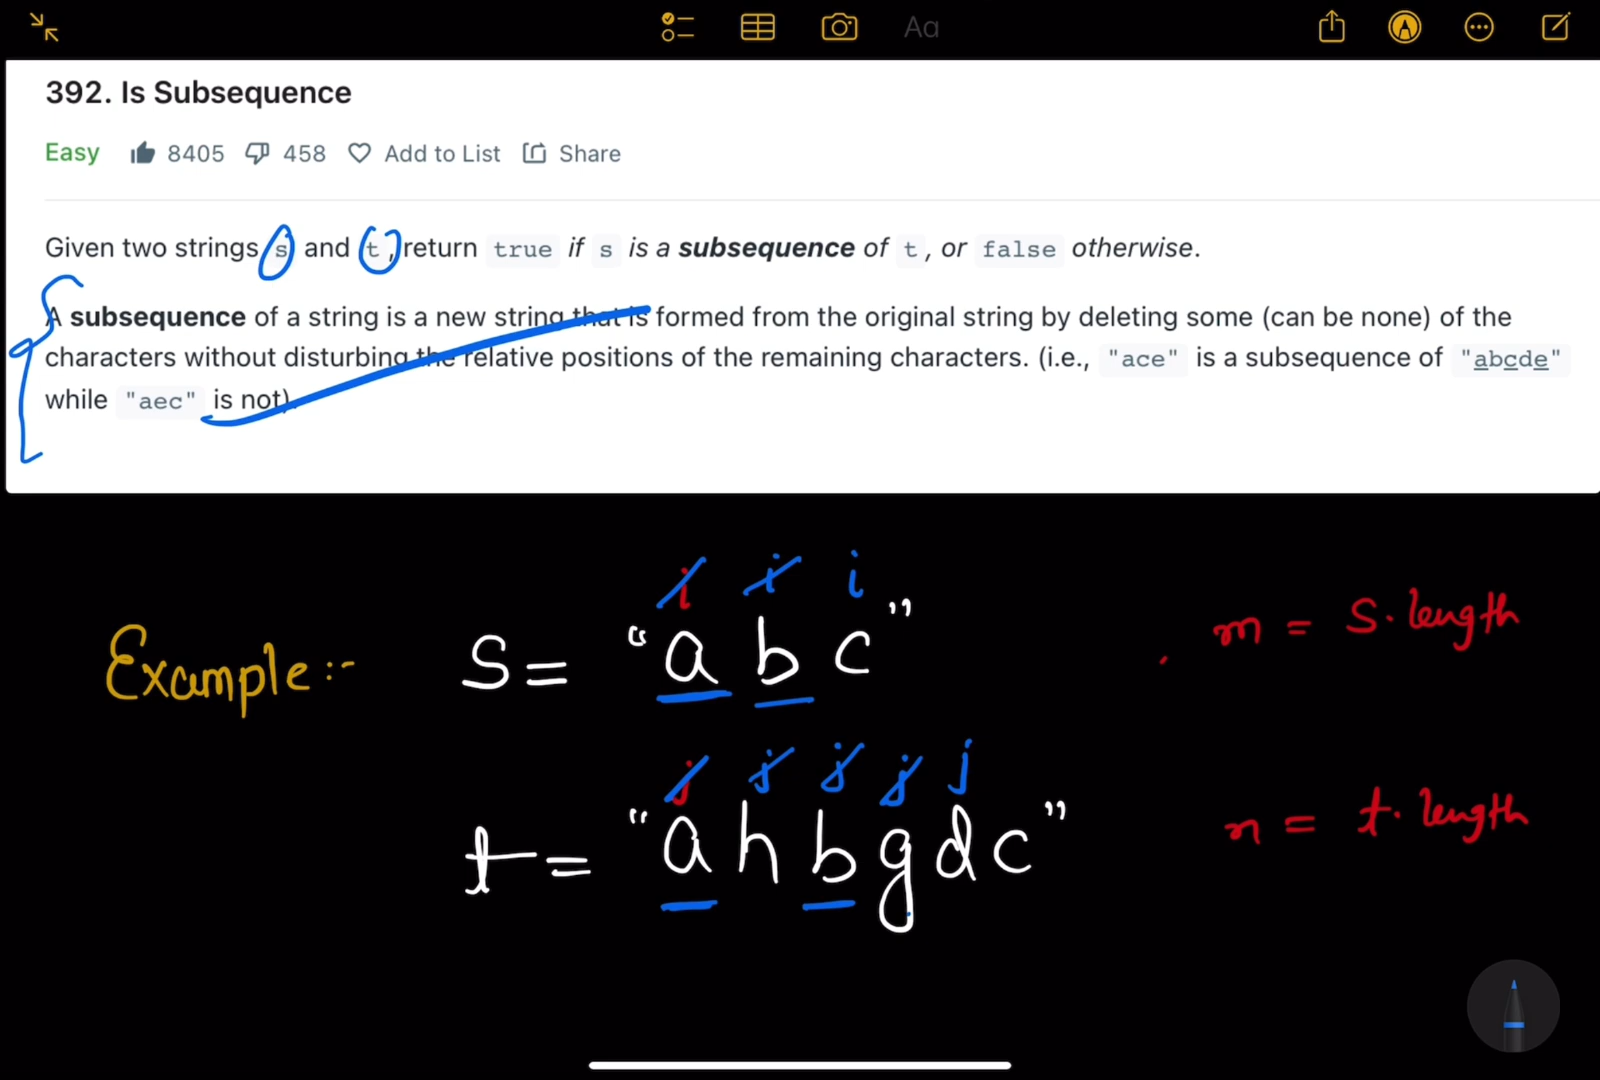 Aa
392. Is Subsequence
Easy 8405 458 Add to List Share
Given two strings s and t, return true if s is a subsequence of t, or false otherwise.
A subsequence of a string is a new string that is formed from the original string by deleting some (can be none) of the
characters without disturbing the relative positions of the remaining characters. (i.e., "ace" is a subsequence of "abcde"
while "aec" is not).
i i i
Example:- S= "abc" m = S.length
j j j j j
t= "ahbgdc" n = t.length